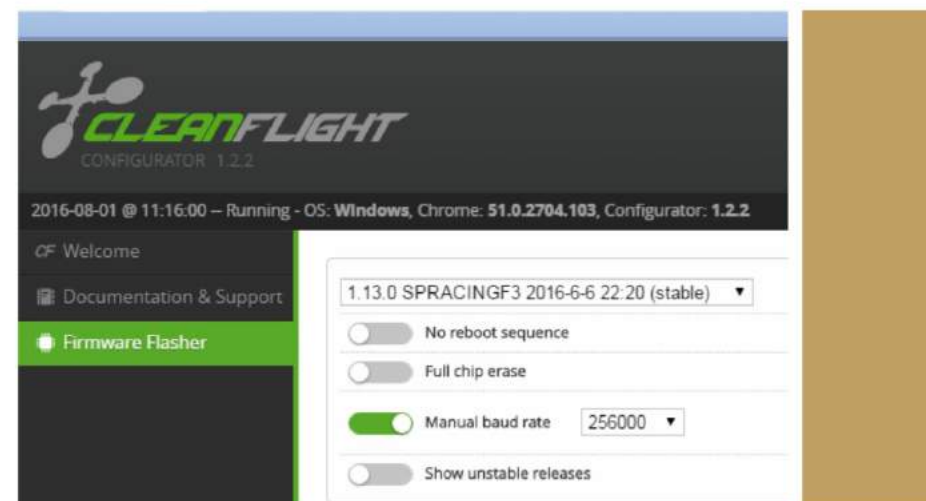 CLEANFLIGHT
CONFIGURATOR 1.2.2
2016-08-01 @ 11:16:00 -- Running - OS: Windows, Chrome: 51.0.2704.103, Configurator: 1.2.2
CF Welcome
Documentation & Support
Firmware Flasher
1.13.0 SPRACINGF3 2016-6-6 22:20 (stable)
No reboot sequence
Full chip erase
Manual baud rate 256000
Show unstable releases